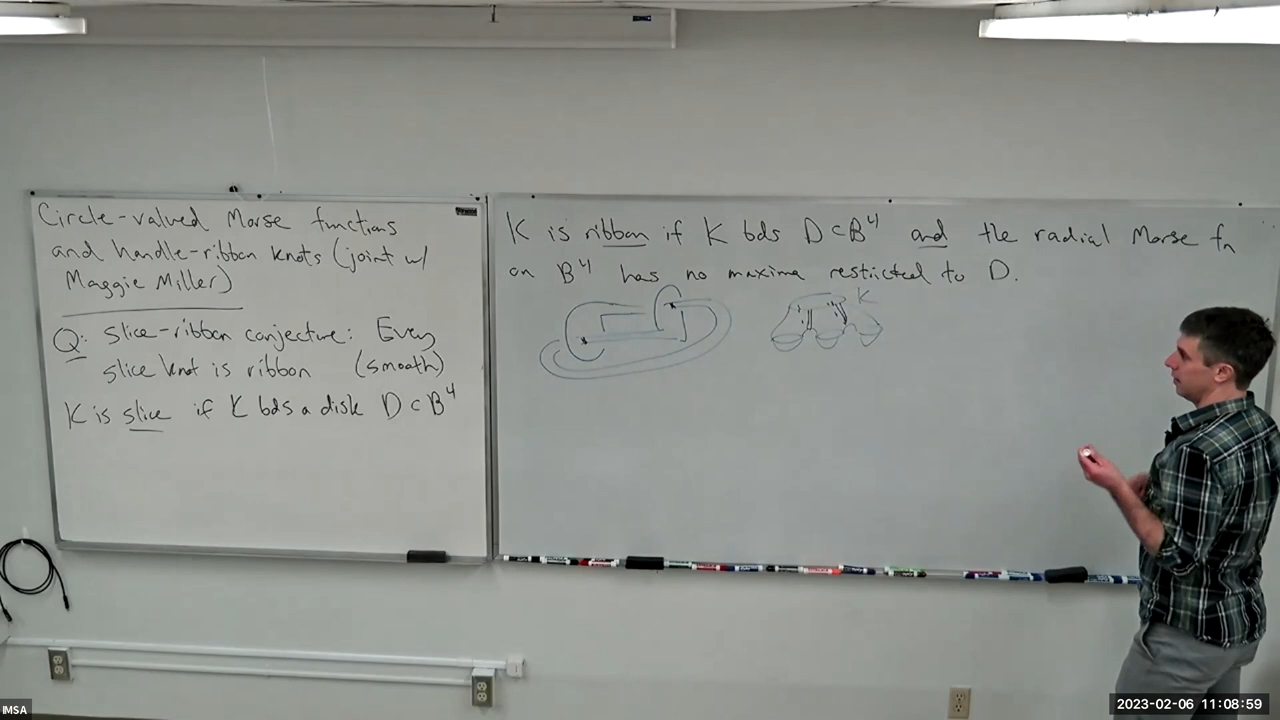 Circle-valued Morse functions
and handle-ribbon knots (joint w/
Maggie Miller)
Q: Slice-ribbon conjecture: Every
slice knot is ribbon (smooth)
K is slice if K bds a disk D ⊂ B⁴
K is ribbon if K bds D ⊂ B⁴ and the radial Morse fn
on B⁴ has no maxima restricted to D.
K
IMSA
2023-02-06 11:08:59